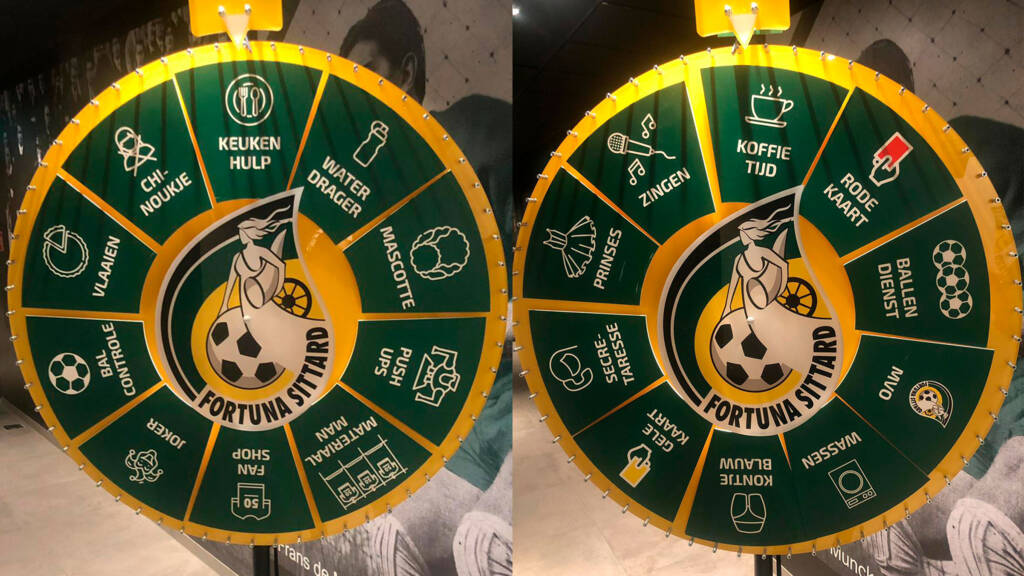 KEUKEN
HULP
WATER
DRAGER
MASCOTTE
PUSH
UPS
MATERIAAL
MAN
FAN
SHOP
50
JOKER
BAL
CONTROLE
VLAAIEN
CHI-
NOUKJE
FORTUNA SITTARD
Frans de
KOFFIE
TIJD
RODE
KAART
BALLEN
DIENST
MVO
WASSEN
KONTJE
BLAUW
GELE
KAART
SECRE-
TARESSE
PRINSES
ZINGEN
FORTUNA SITTARD